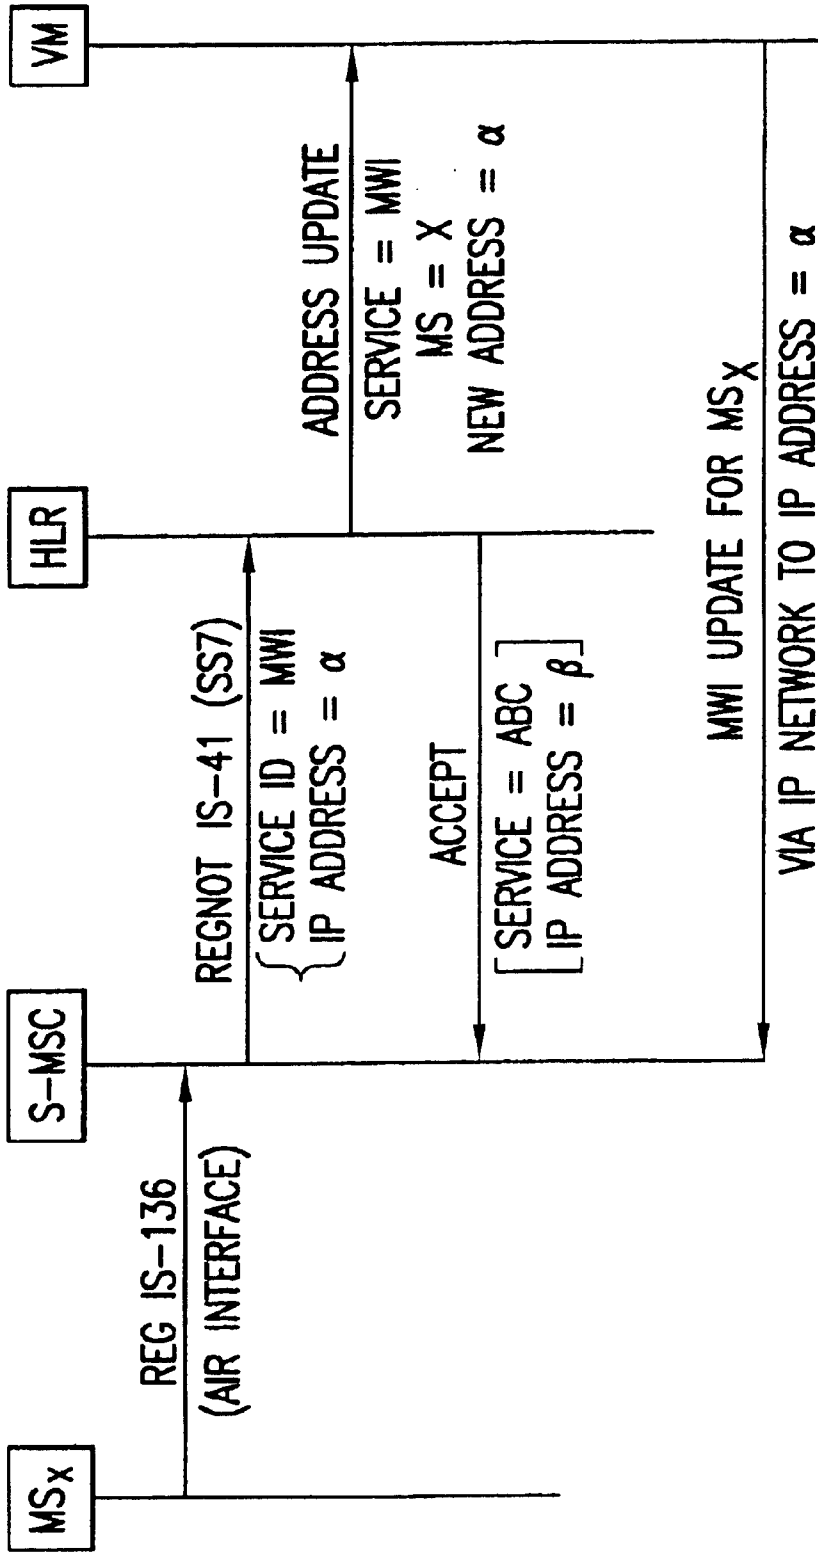 MSX
S-MSC
HLR
VM
REG IS-136
(AIR INTERFACE)
REGNOT IS-41 (SS7)
SERVICE ID = MWI
IP ADDRESS = α
ADDRESS UPDATE
SERVICE = MWI
MS = X
NEW ADDRESS = α
ACCEPT
SERVICE = ABC
IP ADDRESS = β
MWI UPDATE FOR MSX
VIA IP NETWORK TO IP ADDRESS = α